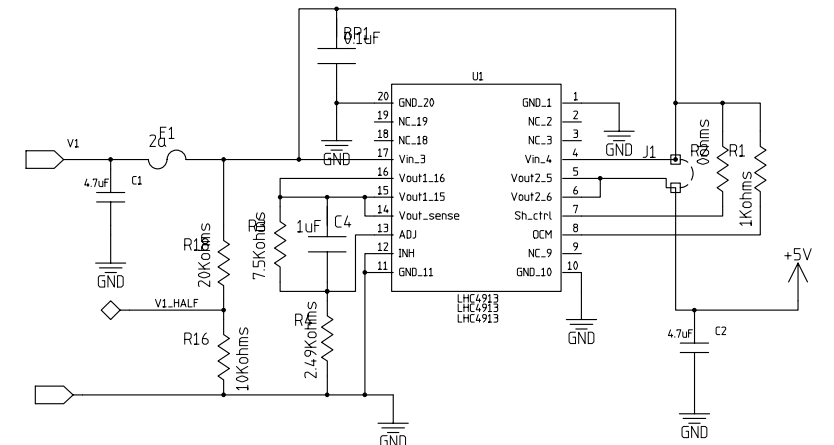 BP1
0.1uF
U1
20 GND_20 GND_1 1
19 NC_19 NC_2 2
18 NC_18 NC_3 3
17 Vin_3 Vin_4 4
16 Vout1_16 Vout2_5 5
15 Vout1_15 Vout2_6 6
14 Vout_sense Sh_ctrl 7
13 ADJ OCM 8
12 INH NC_9 9
11 GND_11 GND_10 10
LHC4913
LHC4913
LHC4913
V1
F1
2a
GND
GND
J1
0ohms
R1
1Kohms
4.7uF C1
GND
20Kohms
7.5Kohms
1uF C4
+5V
V1_HALF
R16
10Kohms
R4
2.49Kohms
GND
4.7uF C2
GND
GND